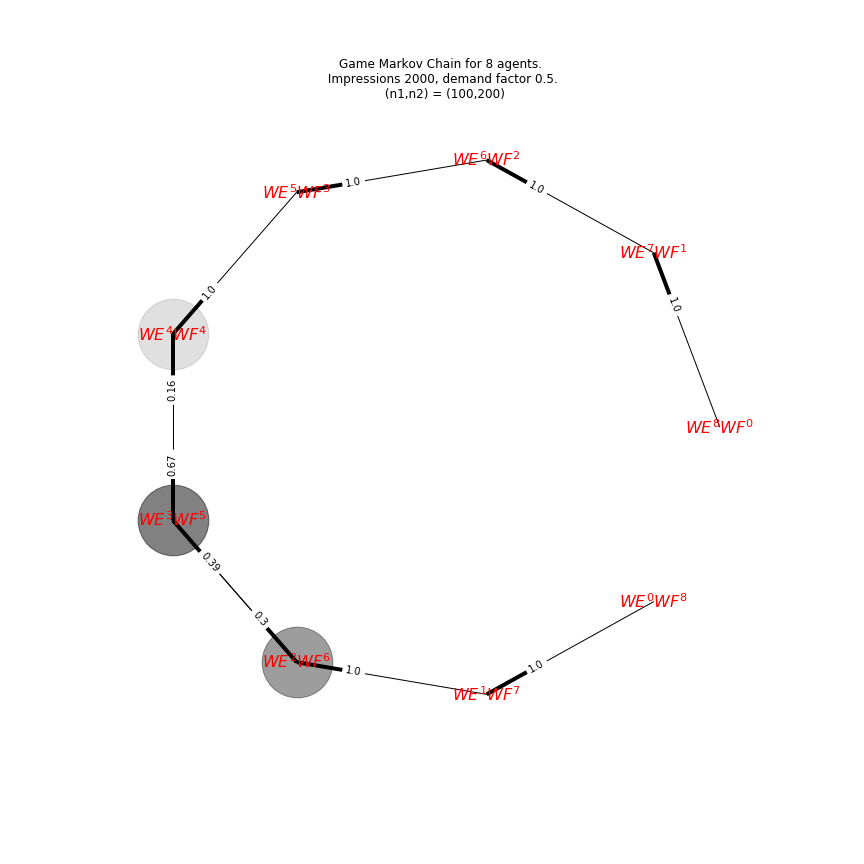 Game Markov Chain for 8 agents.
Impressions 2000, demand factor 0.5.
(n1,n2) = (100,200)
WE^6WF^2
1.0
1.0
WE^5WF^3
WE^7WF^1
1.0
1.0
WE^4WF^4
0.16
WE^8WF^0
0.67
WE^3WF^5
0.39
WE^0WF^8
0.3
WE^2WF^6
1.0
1.0
WE^1WF^7